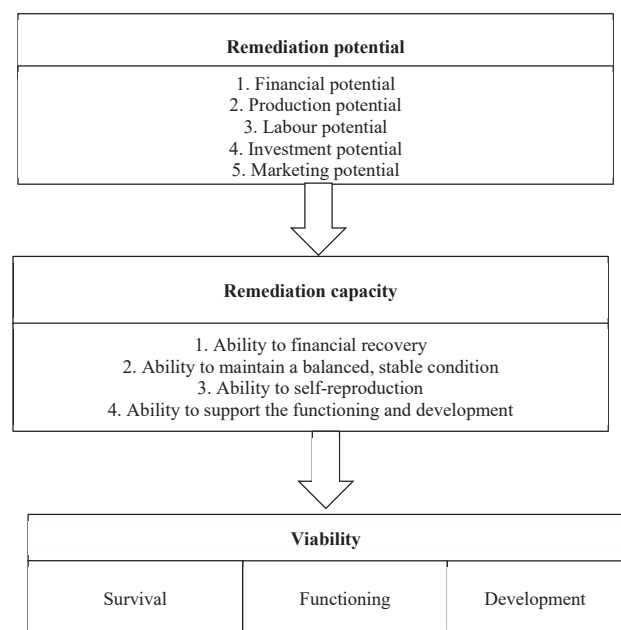 Remediation potential
1. Financial potential
2. Production potential
3. Labour potential
4. Investment potential
5. Marketing potential
Remediation capacity
1. Ability to financial recovery
2. Ability to maintain a balanced, stable condition
3. Ability to self-reproduction
4. Ability to support the functioning and development
Viability
Survival
Functioning
Development